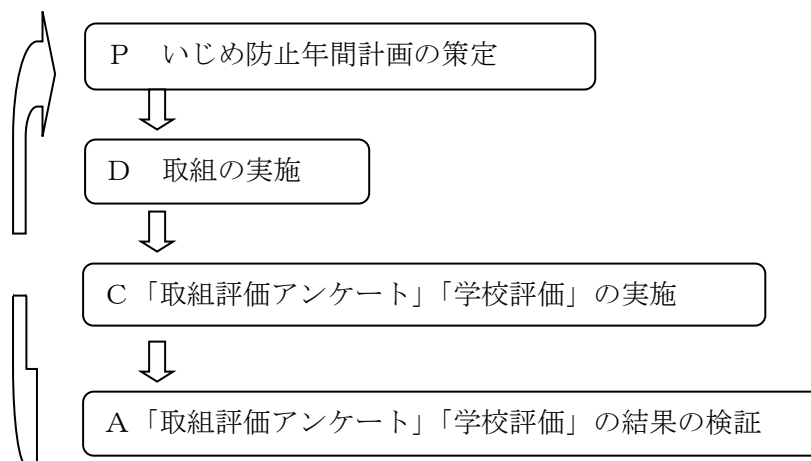 P　いじめ防止年間計画の策定
D　取組の実施
C「取組評価アンケート」「学校評価」の実施
A「取組評価アンケート」「学校評価」の結果の検証